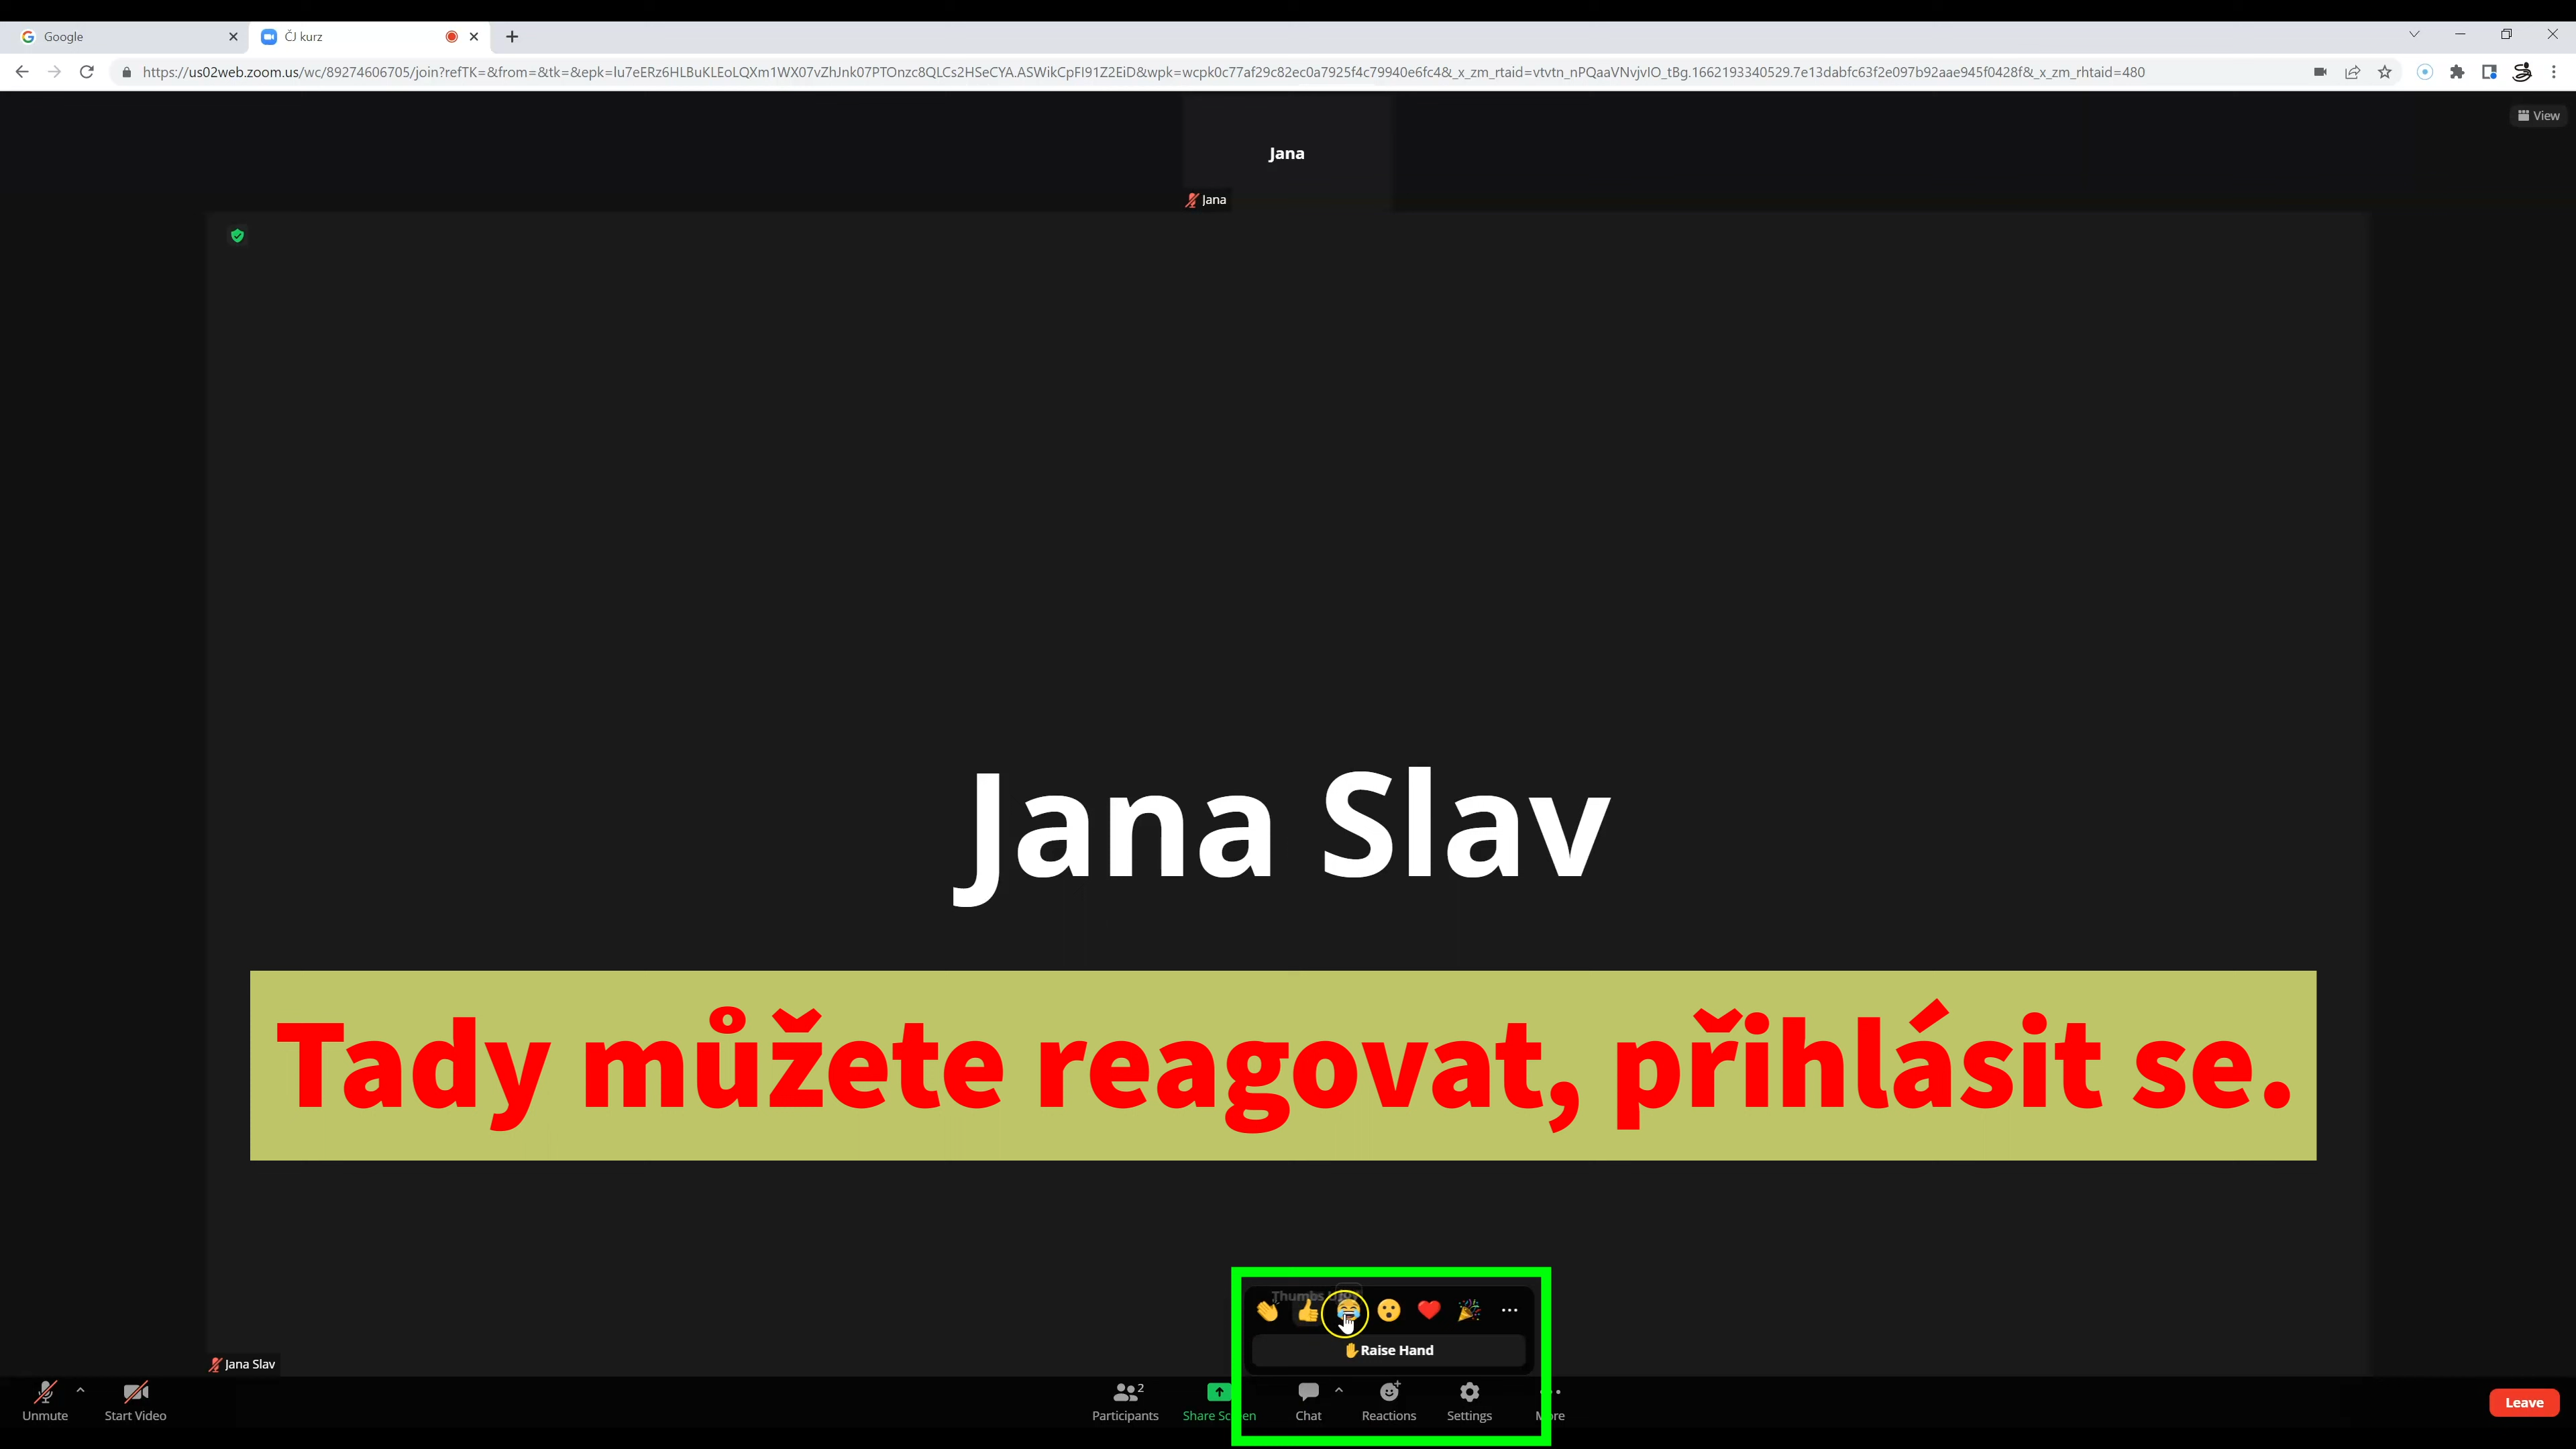 Google
ČJ kurz
https://us02web.zoom.us/wc/89274606705/join?refTK=&from=&tk=&epk=lu7eERz6HLBuKLEoLQXm1WX07vZhJnk07PTOnzc8QLCs2HSeCYA.ASWikCpFI91Z2EiD&wpk=wcpk0c77af29c82ec0a7925f4c79940e6fc4&_x_zm_rtaid=vtvtn_nPQaaVNvjvIO_tBg.1662193340529.7e13dabfc63f2e097b92aae945f0428f&_x_zm_rhtaid=480
View
Jana
Jana
Jana Slav
Tady můžete reagovat, přihlásit se.
Thumbs
Raise Hand
Jana Slav
2
Unmute
Start Video
Participants
Chat
Reactions
Settings
Leave